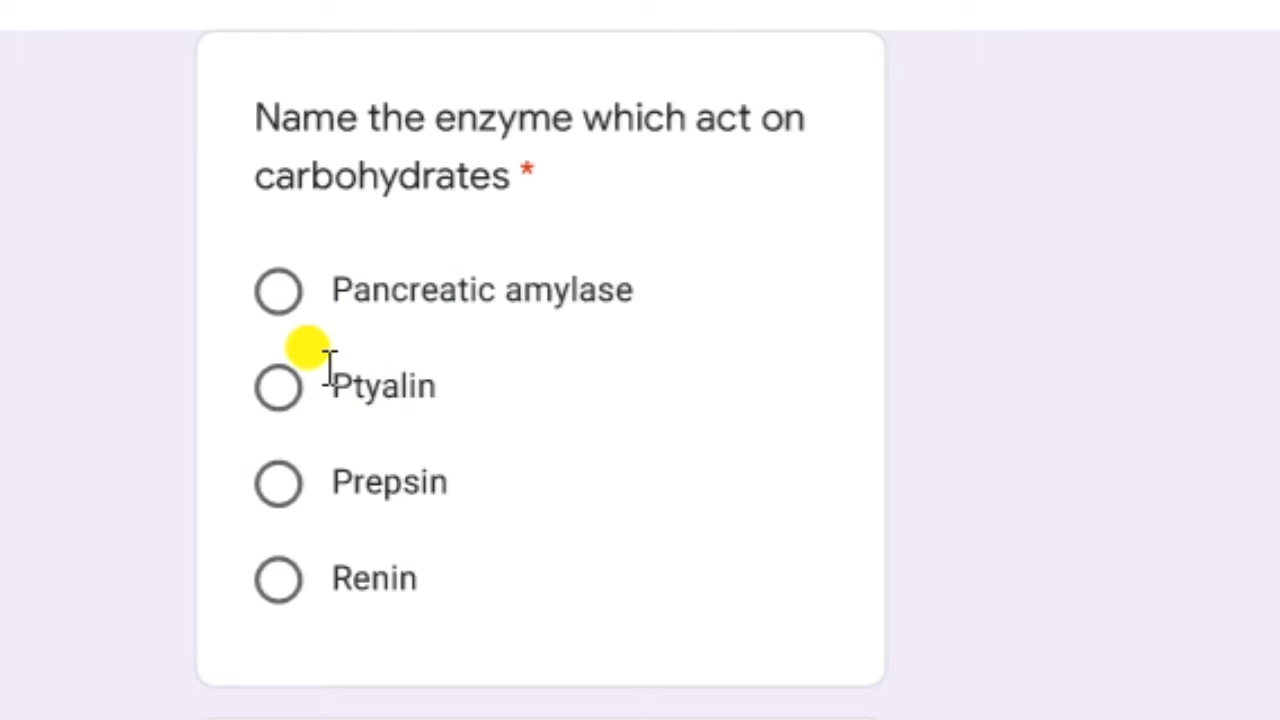 Name the enzyme which act on
carbohydrates *
Pancreatic amylase
Ptyalin
Prepsin
Renin